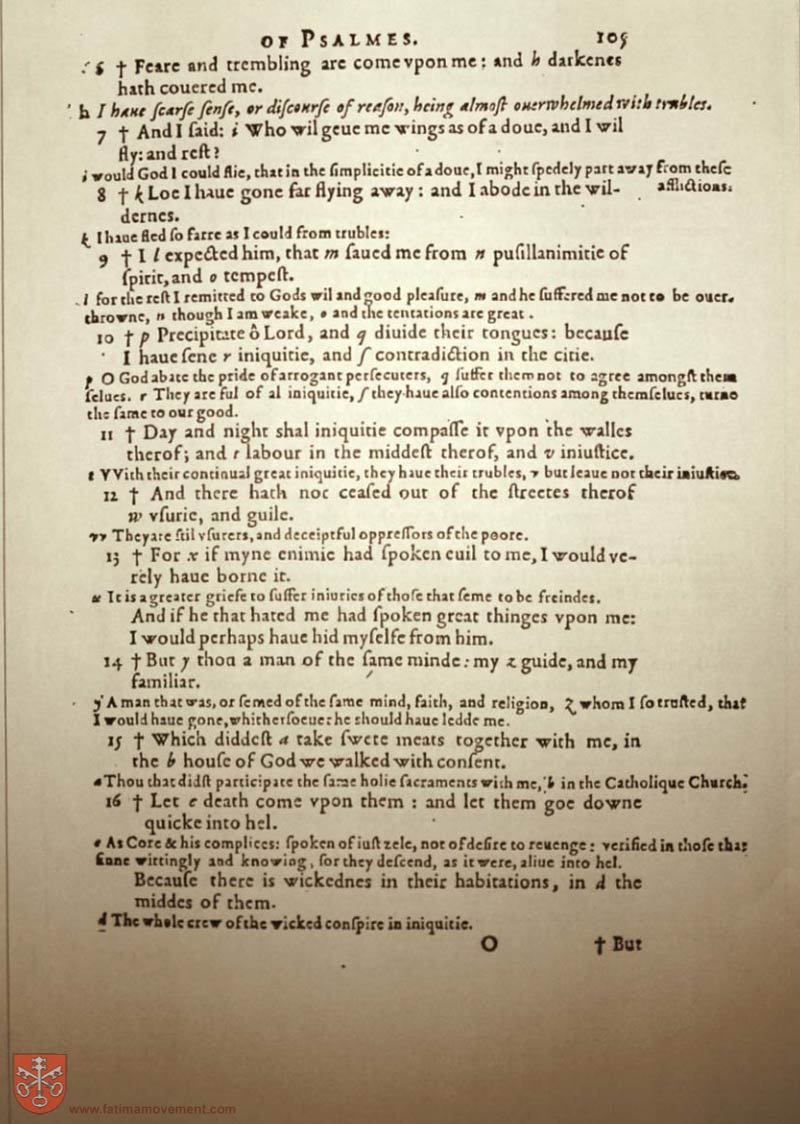 OF PSALMES. 105
6 † Feare and trembling are come vpon me: and h darkenes
hath couered me.
h I haue ſcarſe ſenſe, or diſcourſe of reaſon, being almoſt ouerwhelmed with trubles.
7 † And I ſaid: i Who wil geue me wings as of a doue, and I wil
fly: and reſt?
i would God I could flie, that in the ſimplicitie of a doue, I might ſpedely part away from theſe
afflictions.
8 † k Loe I haue gone far flying away: and I abode in the wil-
dernes.
k I haue fled ſo farre as I could from trubles:
9 † I l expected him, that m ſaued me from n puſillanimitie of
ſpirit, and o tempeſt.
l for the reſt I remitted to Gods wil and good pleaſure, m and he ſuffered me not to be ouer-
throwne, n though I am weake, o and the tentations are great.
10 † p Precipitate ô Lord, and q diuide their tongues: becauſe
I haue ſene r iniquitie, and ſ contradiction in the citie.
p O God abate the pride of arrogant perſecuters, q ſuffer them not to agree amongſt them
ſelues. r They are ful of al iniquitie, ſ they haue alſo contentions among themſelues, turne
the ſame to our good.
11 † Day and night shal iniquitie compaſſe it vpon the walles
therof; and t labour in the middeſt therof, and v iniuſtice.
t VVith their continual great iniquitie, they haue their trubles, v but leaue not their iniuſtice.
12 † And there hath not ceaſed out of the ſtreetes therof
w vſurie, and guile.
vv They are ſtil vſurers, and deceiptful oppreſſors of the poore.
13 † For x if myne enimie had ſpoken euil to me, I would ve-
rely haue borne it.
x It is a greater griefe to ſuffer iniuries of thoſe that ſeme to be freindes.
And if he that hated me had ſpoken great thinges vpon me:
I would perhaps haue hid myſelfe from him.
14 † But y thou a man of the ſame minde: my z guide, and my
familiar.
y A man that was, or ſemed of the ſame mind, faith, and religion, z whom I ſo truſted, that
I would haue gone, whitherſoeuer he should haue ledde me.
15 † Which diddeſt a take ſwete meats together with me, in
the b houſe of God we walked with conſent.
a Thou that didſt participate the ſame holie ſacraments with me, b in the Catholique Church.
16 † Let c death come vpon them: and let them goe downe
quicke into hel.
c As Core & his complices: ſpoken of iuſt zele, not of deſire to reuenge: verified in thoſe that
ſinne wittingly and knowing, for they deſcend, as it were, aliue into hel.
Becauſe there is wickednes in their habitations, in d the
middes of them.
d The whole crew of the wicked conſpire in iniquitie.
O † But
www.fatimamovement.com